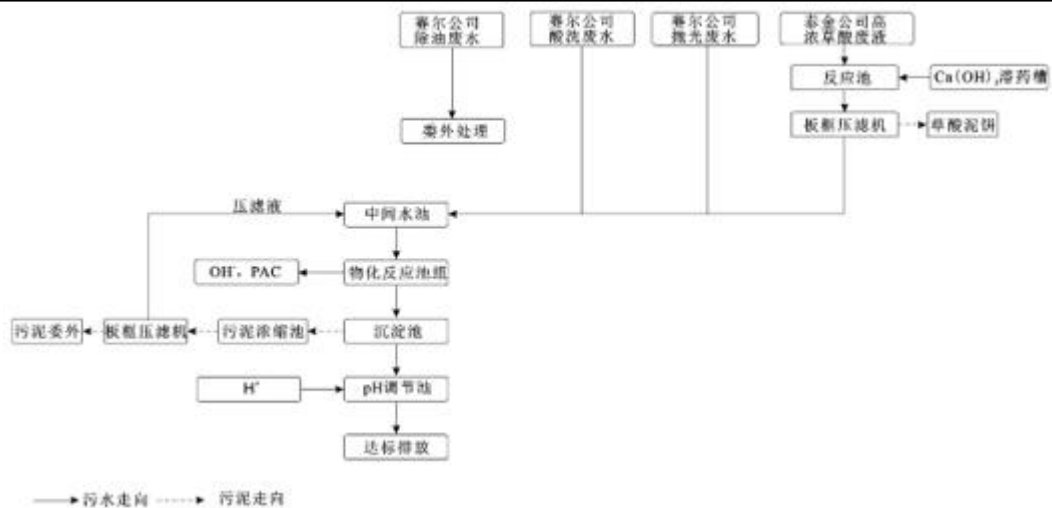 赛尔公司
除油废水
赛尔公司
酸洗废水
赛尔公司
抛光废水
泰金公司高
浓草酸废液
反应池
Ca(OH)₂溶药槽
委外处理
板框压滤机
草酸泥饼
压滤液
中间水池
OH⁻、PAC
物化反应池组
污泥委外
板框压滤机
污泥浓缩池
沉淀池
H⁺
pH调节池
达标排放
污水走向
污泥走向